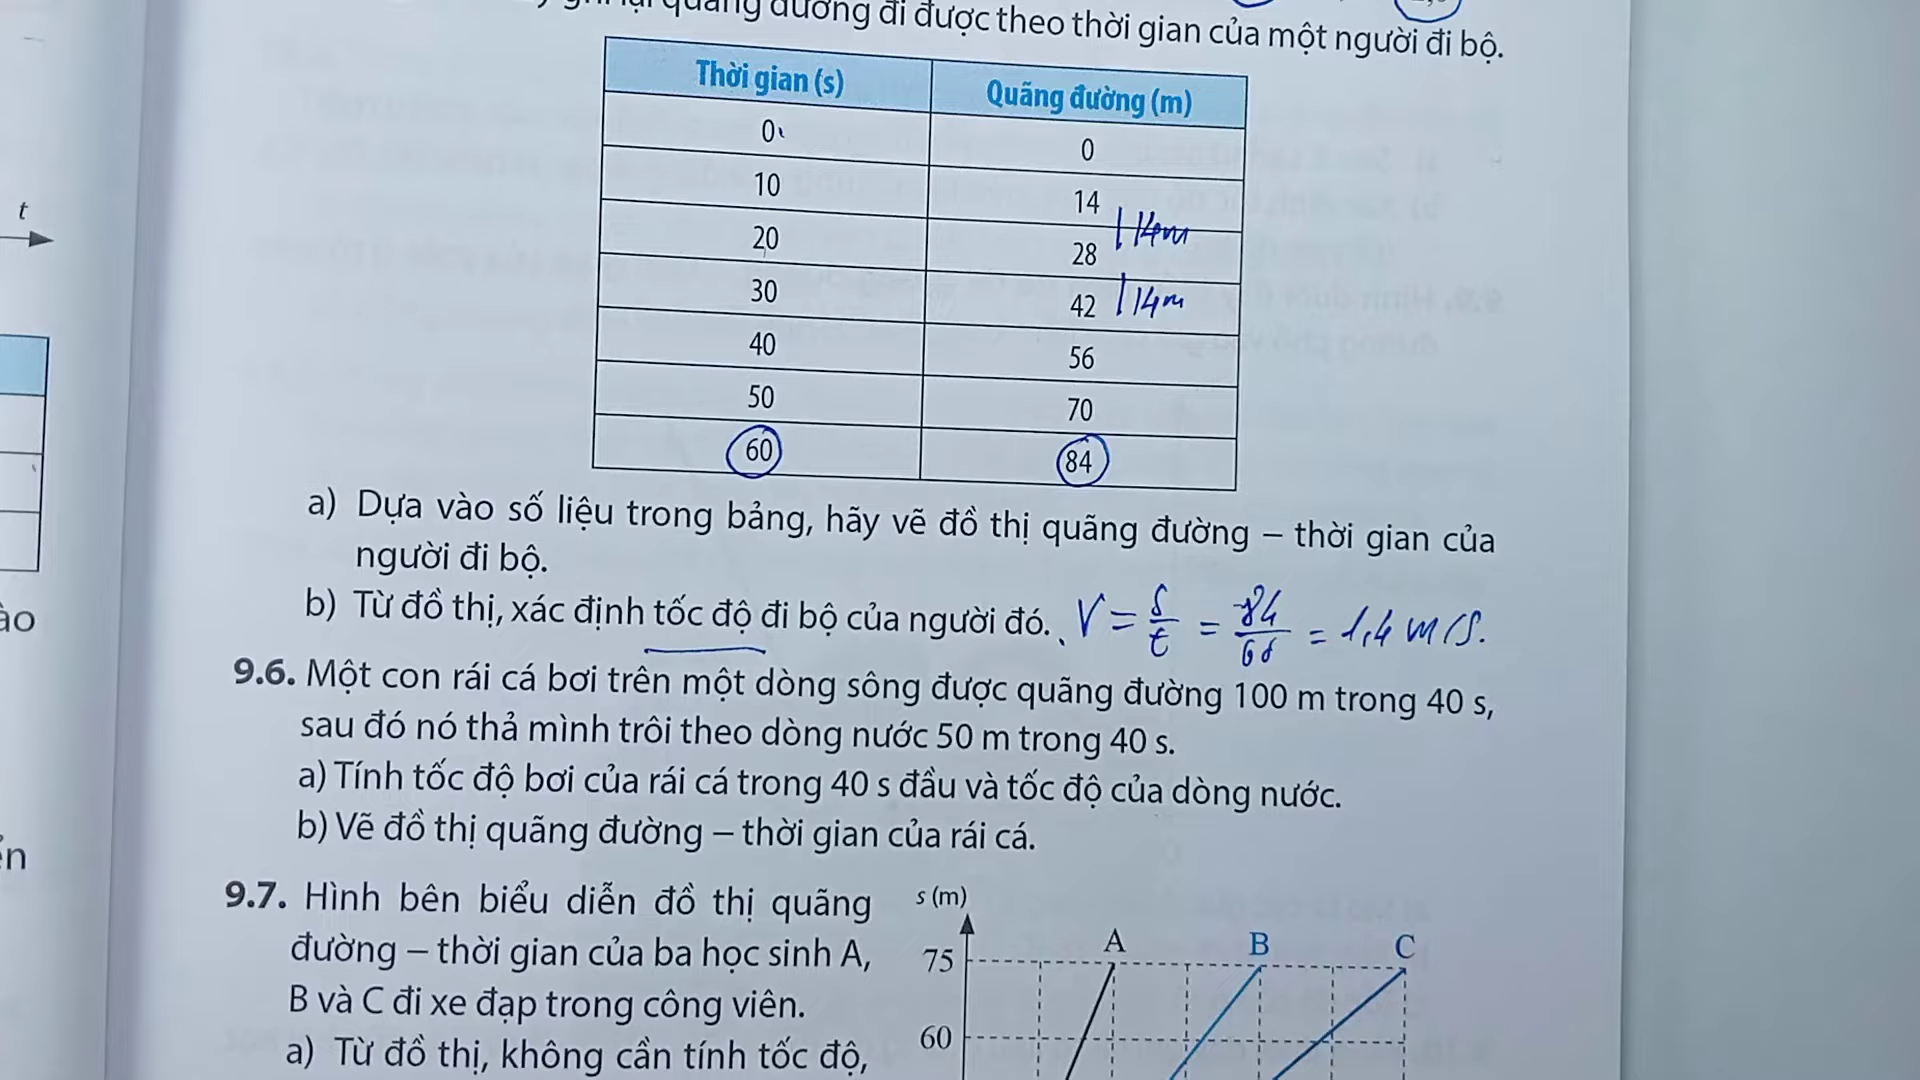 quãng đường đi được theo thời gian của một người đi bộ.
Thời gian (s) Quãng đường (m)
0 0
10 14
14m
20 28
30 42 14m
40 56
50 70
60 84
a) Dựa vào số liệu trong bảng, hãy vẽ đồ thị quãng đường – thời gian của
người đi bộ.
b) Từ đồ thị, xác định tốc độ đi bộ của người đó. V = s/t = 84/60 = 1,4 m/s.
9.6. Một con rái cá bơi trên một dòng sông được quãng đường 100 m trong 40 s,
sau đó nó thả mình trôi theo dòng nước 50 m trong 40 s.
a) Tính tốc độ bơi của rái cá trong 40 s đầu và tốc độ của dòng nước.
b) Vẽ đồ thị quãng đường – thời gian của rái cá.
9.7. Hình bên biểu diễn đồ thị quãng
đường – thời gian của ba học sinh A,
B và C đi xe đạp trong công viên.
a) Từ đồ thị, không cần tính tốc độ,
s (m)
A B C
75
60
t